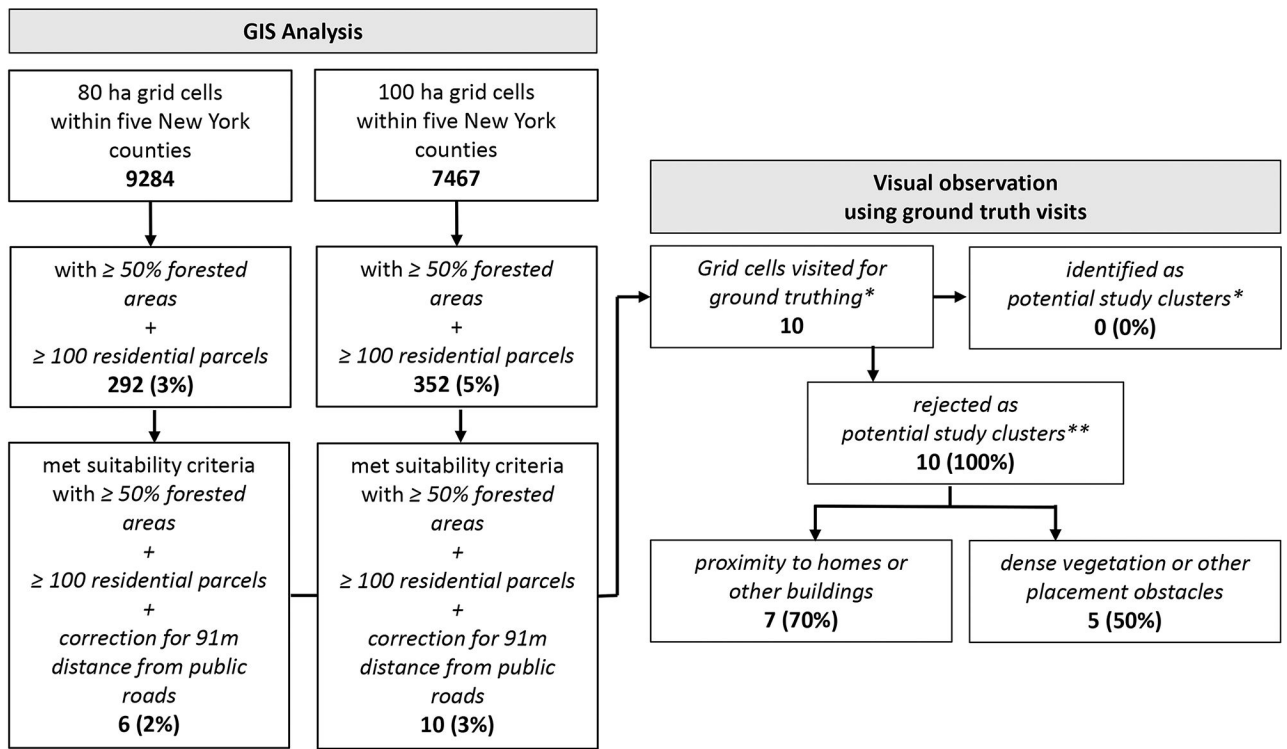 GIS Analysis
80 ha grid cells
within five New York
counties
9284
100 ha grid cells
within five New York
counties
7467
with ≥ 50% forested
areas
+
≥ 100 residential parcels
292 (3%)
with ≥ 50% forested
areas
+
≥ 100 residential parcels
352 (5%)
met suitability criteria
with ≥ 50% forested
areas
+
≥ 100 residential parcels
+
correction for 91m
distance from public
roads
6 (2%)
met suitability criteria
with ≥ 50% forested
areas
+
≥ 100 residential parcels
+
correction for 91m
distance from public
roads
10 (3%)
Visual observation
using ground truth visits
Grid cells visited for
ground truthing*
10
identified as
potential study clusters*
0 (0%)
rejected as
potential study clusters**
10 (100%)
proximity to homes or
other buildings
7 (70%)
dense vegetation or other
placement obstacles
5 (50%)